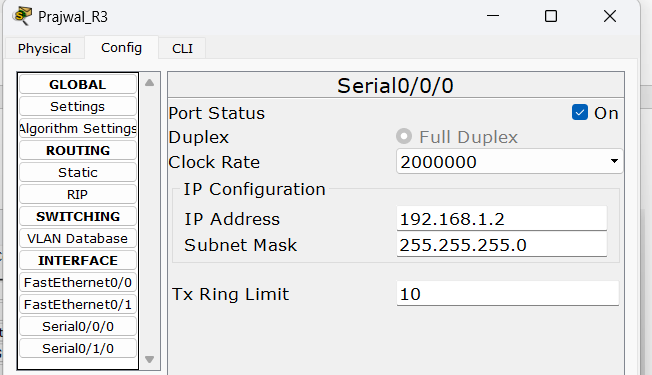 Prajwal_R3
Physical Config CLI
GLOBAL
Settings
Algorithm Settings
ROUTING
Static
RIP
SWITCHING
VLAN Database
INTERFACE
FastEthernet0/0
FastEthernet0/1
Serial0/0/0
Serial0/1/0
Serial0/0/0
Port Status On
Duplex Full Duplex
Clock Rate 2000000
IP Configuration
IP Address 192.168.1.2
Subnet Mask 255.255.255.0
Tx Ring Limit 10